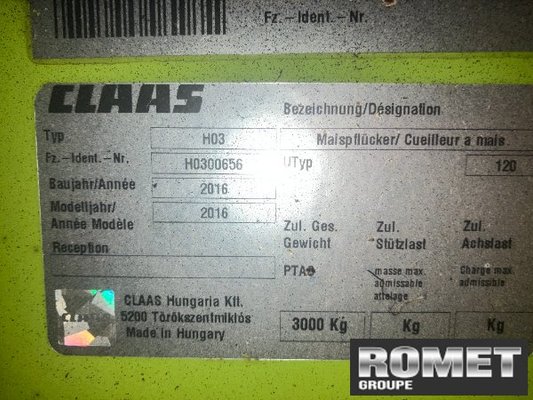 Fz.-Ident.-Nr.
CLAAS
Bezeichnung/Désignation
Typ H03 Maispflücker/ Cueilleur a mais
Fz.-Ident.-Nr. H0300656 UTyp 120
Baujahr/Année 2016
Modelljahr/
Année Modèle 2016
Reception
Zul. Ges. Zul. Zul.
Gewicht Stützlast Achslast
PTAC masse max. Charge max.
admissable admissible
attelage
3000 Kg Kg Kg
CLAAS Hungaria Kft.
5200 Törökszentmiklós
Made in Hungary
ROMET
GROUPE